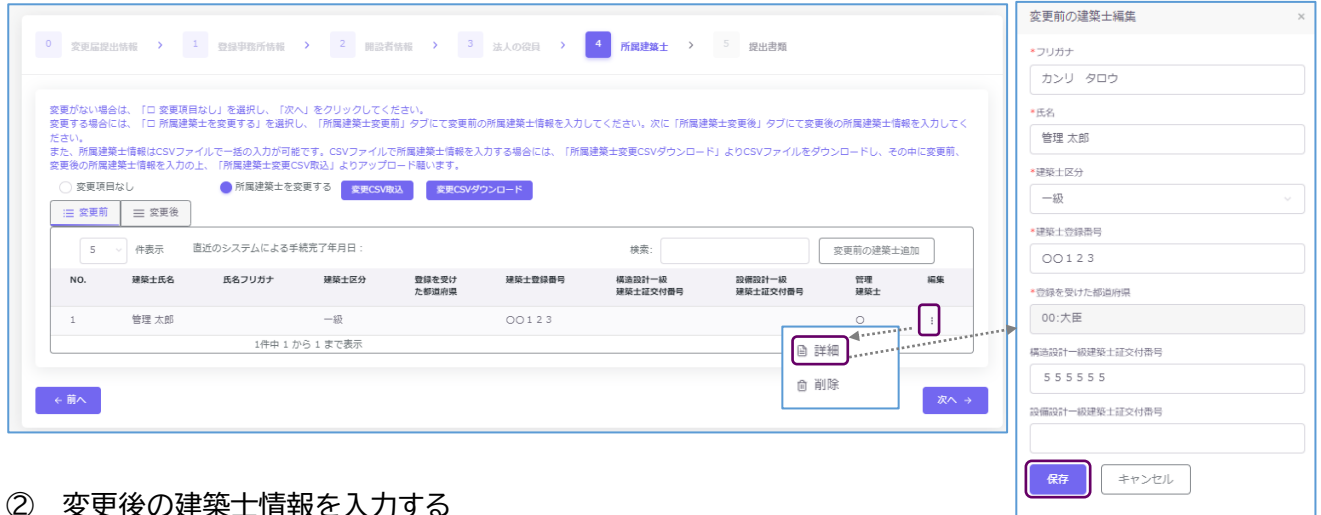 0 変更届提出情報 > 1 登録事務所情報 > 2 開設者情報 > 3 法人の役員 > 4 所属建築士 > 5 提出書類
変更がない場合は、「□ 変更項目なし」を選択し、「次へ」をクリックしてください。
変更する場合には、「□ 所属建築士を変更する」を選択し、「所属建築士変更前」タブにて変更前の所属建築士情報を入力してください。次に「所属建築士変更後」タブにて変更後の所属建築士情報を入力してく
ださい。
また、所属建築士情報はCSVファイルで一括の入力が可能です。CSVファイルで所属建築士情報を入力する場合には、「所属建築士変更CSVダウンロード」よりCSVファイルをダウンロードし、その中に変更前、
変更後の所属建築士情報を入力の上、「所属建築士変更CSV取込」よりアップロード願います。
変更項目なし 所属建築士を変更する 変更CSV取込 変更CSVダウンロード
変更前 変更後
5 件表示 直近のシステムによる手続完了年月日: 検索: 変更前の建築士追加
NO. 建築士氏名 氏名フリガナ 建築士区分 登録を受け 建築士登録番号 構造設計一級 設備設計一級 管理 編集
た都道府県 建築士証交付番号 建築士証交付番号 建築士
1 管理 太郎 一級 〇〇123 〇 ⋮
1件中 1 から 1 まで表示
詳細
削除
← 前へ 次へ →
変更前の建築士編集 ×
*フリガナ
カンリ タロウ
*氏名
管理 太郎
*建築士区分
一級
*建築士登録番号
〇〇123
*登録を受けた都道府県
00:大臣
構造設計一級建築士証交付番号
555555
設備設計一級建築士証交付番号
保存 キャンセル
② 変更後の建築士情報を入力する